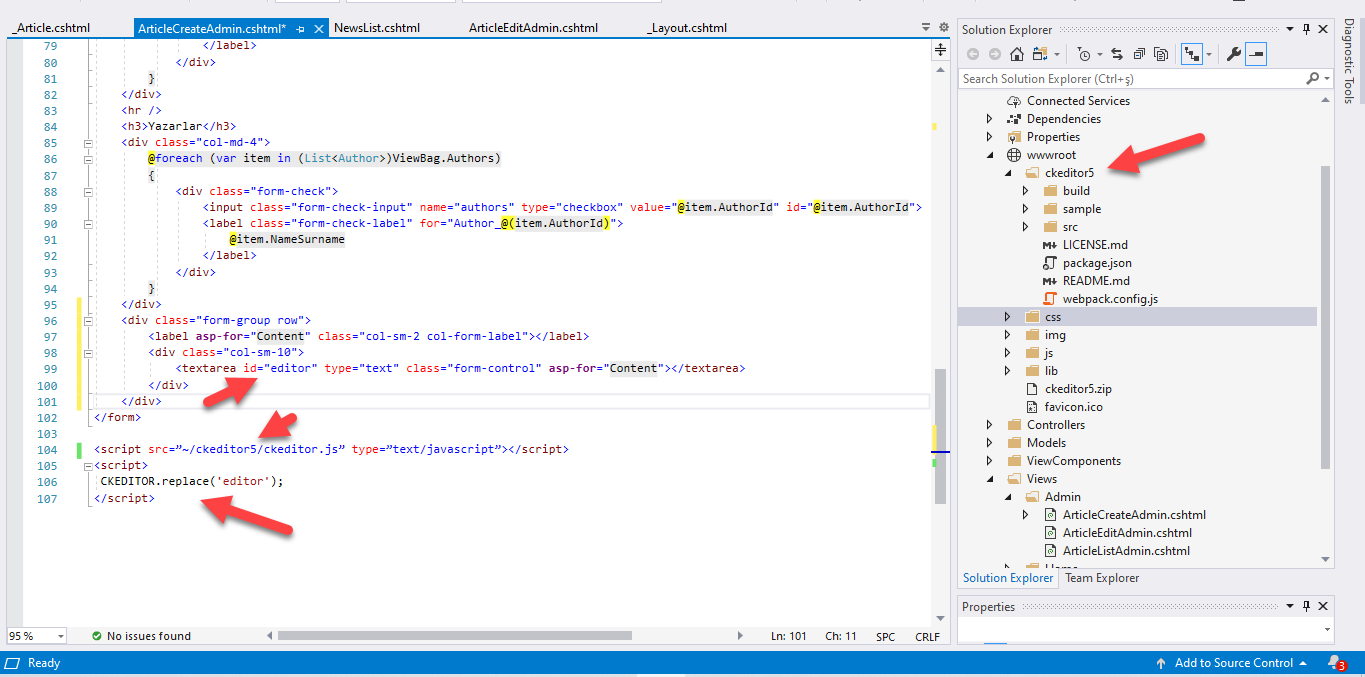 _Article.cshtml
ArticleCreateAdmin.cshtml*
NewsList.cshtml
ArticleEditAdmin.cshtml
_Layout.cshtml
79 </label>
80 </div>
81 }
82 </div>
83 <hr />
84 <h3>Yazarlar</h3>
85 <div class="col-md-4">
86 @foreach (var item in (List<Author>)ViewBag.Authors)
87 {
88 <div class="form-check">
89 <input class="form-check-input" name="authors" type="checkbox" value="@item.AuthorId" id="@item.AuthorId">
90 <label class="form-check-label" for="Author_@(item.AuthorId)">
91 @item.NameSurname
92 </label>
93 </div>
94 }
95 </div>
96 <div class="form-group row">
97 <label asp-for="Content" class="col-sm-2 col-form-label"></label>
98 <div class="col-sm-10">
99 <textarea id="editor" type="text" class="form-control" asp-for="Content"></textarea>
100 </div>
101 </div>
102 </form>
103
104 <script src=”~/ckeditor5/ckeditor.js” type=”text/javascript”></script>
105 <script>
106 CKEDITOR.replace('editor');
107 </script>
95 %
No issues found
Ln: 101
Ch: 11
SPC
CRLF
Solution Explorer
Search Solution Explorer (Ctrl+ş)
Connected Services
Dependencies
Properties
wwwroot
ckeditor5
build
sample
src
LICENSE.md
package.json
README.md
webpack.config.js
css
img
js
lib
ckeditor5.zip
favicon.ico
Controllers
Models
ViewComponents
Views
Admin
ArticleCreateAdmin.cshtml
ArticleEditAdmin.cshtml
ArticleListAdmin.cshtml
Solution Explorer
Team Explorer
Properties
Diagnostic Tools
Ready
Add to Source Control
3